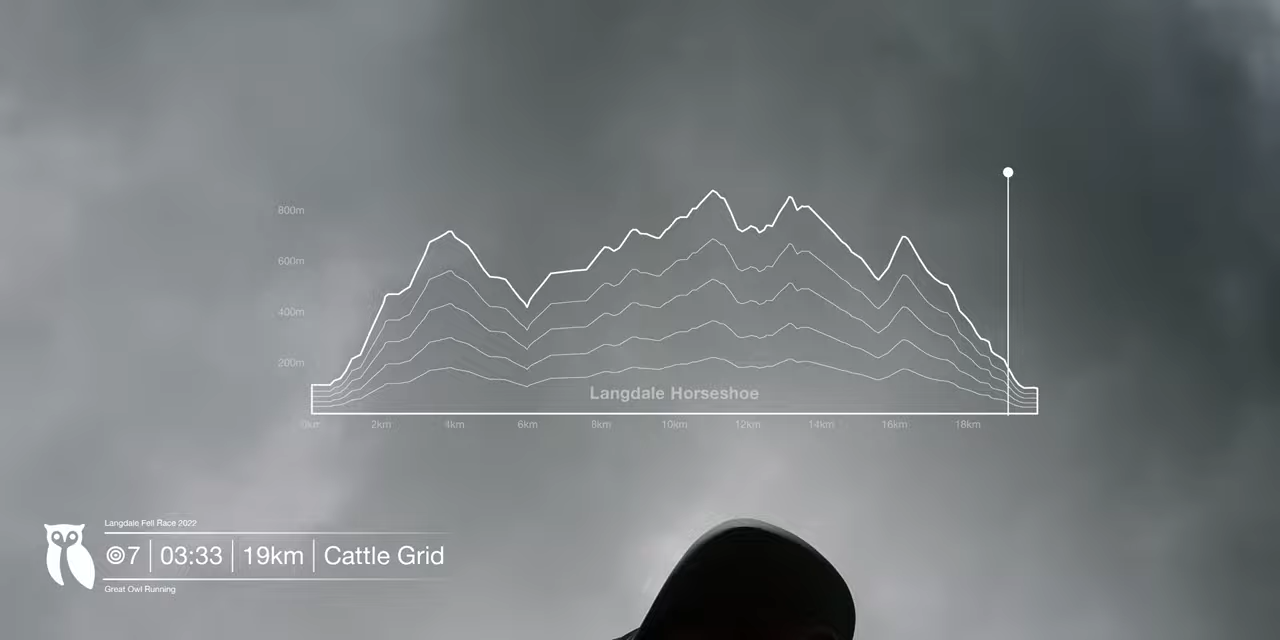 800m
600m
400m
200m
Langdale Horseshoe
0km 2km 4km 6km 8km 10km 12km 14km 16km 18km
Langdale Fell Race 2022
7 03:33 19km Cattle Grid
Great Owl Running